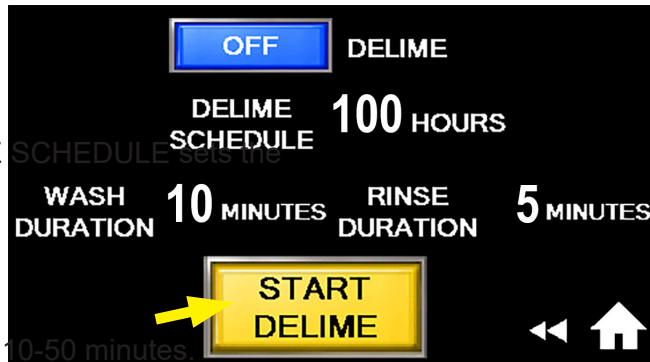 OFF DELIME
DELIME
SCHEDULE 100 HOURS
SCHEDULE sets the
WASH
DURATION 10 MINUTES RINSE
DURATION 5 MINUTES
START
DELIME
10-50 minutes.